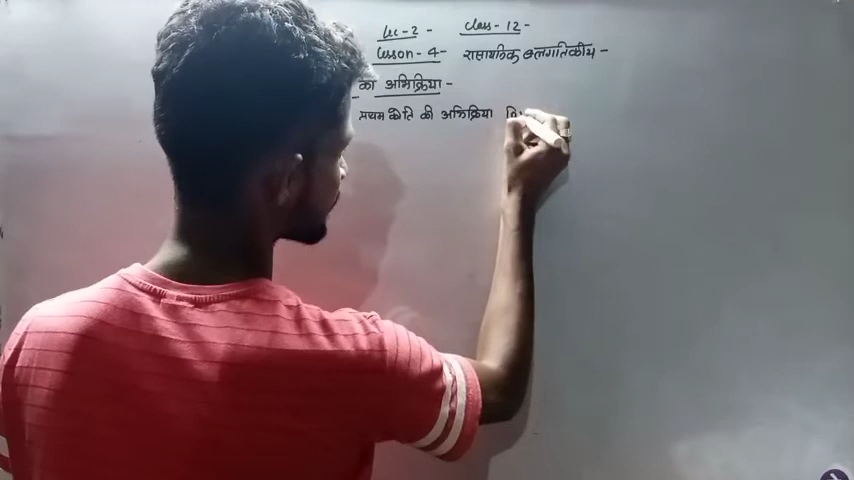 Lec-2 - Class-12-
Lesson-4- रासायनिक बलगतिकीय -
का अभिक्रिया -
प्रथम कोटि की अभिक्रिया